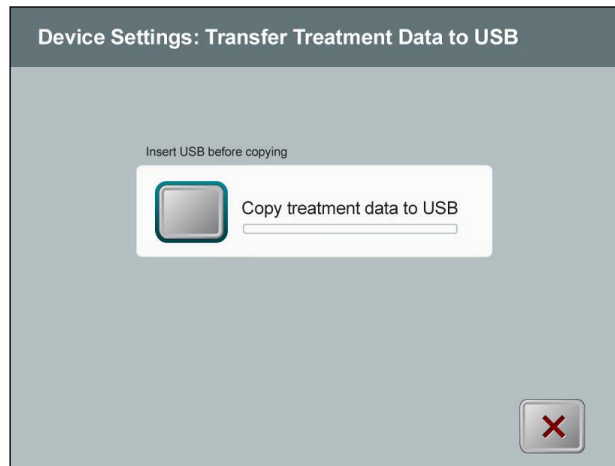 Device Settings: Transfer Treatment Data to USB
Insert USB before copying
Copy treatment data to USB